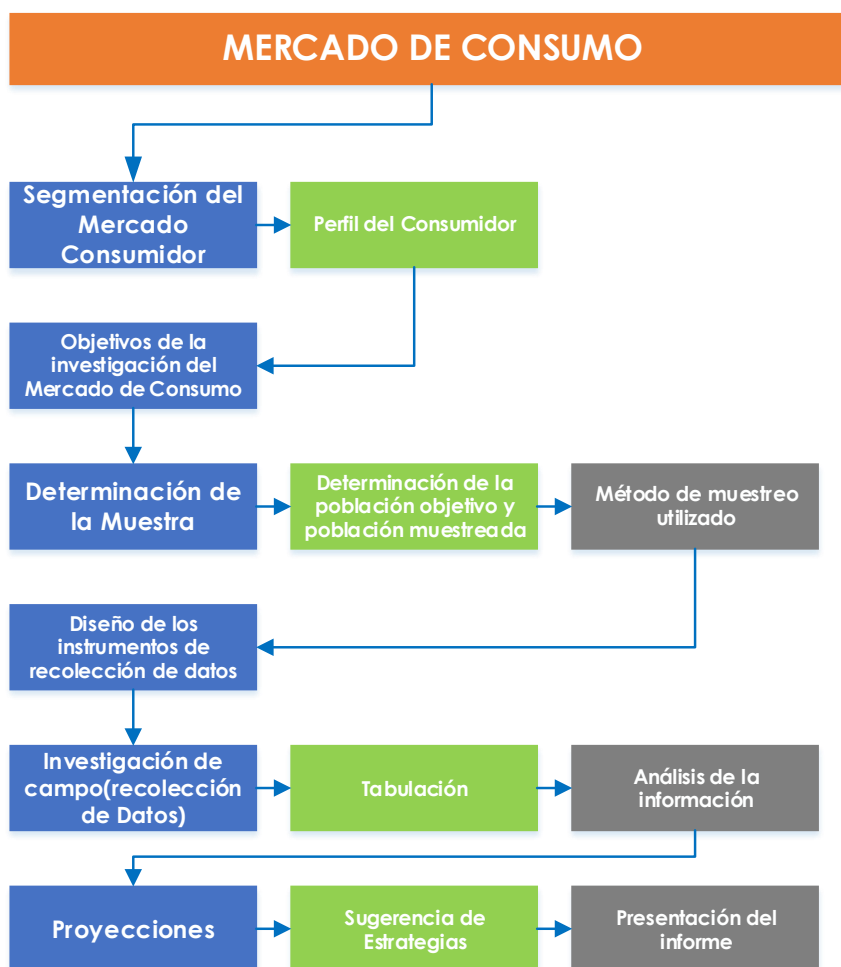 MERCADO DE CONSUMO
Segmentación del
Mercado
Consumidor
Perfil del Consumidor
Objetivos de la
investigación del
Mercado de Consumo
Determinación de
la Muestra
Determinación de la
población objetivo y
población muestreada
Método de muestreo
utilizado
Diseño de los
instrumentos de
recolección de datos
Investigación de
campo(recolección
de Datos)
Tabulación
Análisis de la
información
Proyecciones
Sugerencia de
Estrategias
Presentación del
informe